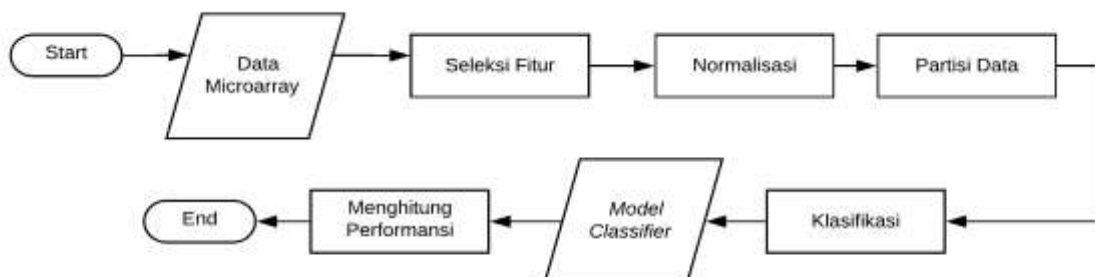 Start
Data
Microarray
Seleksi Fitur
Normalisasi
Partisi Data
Klasifikasi
Model
Classifier
Menghitung
Performansi
End